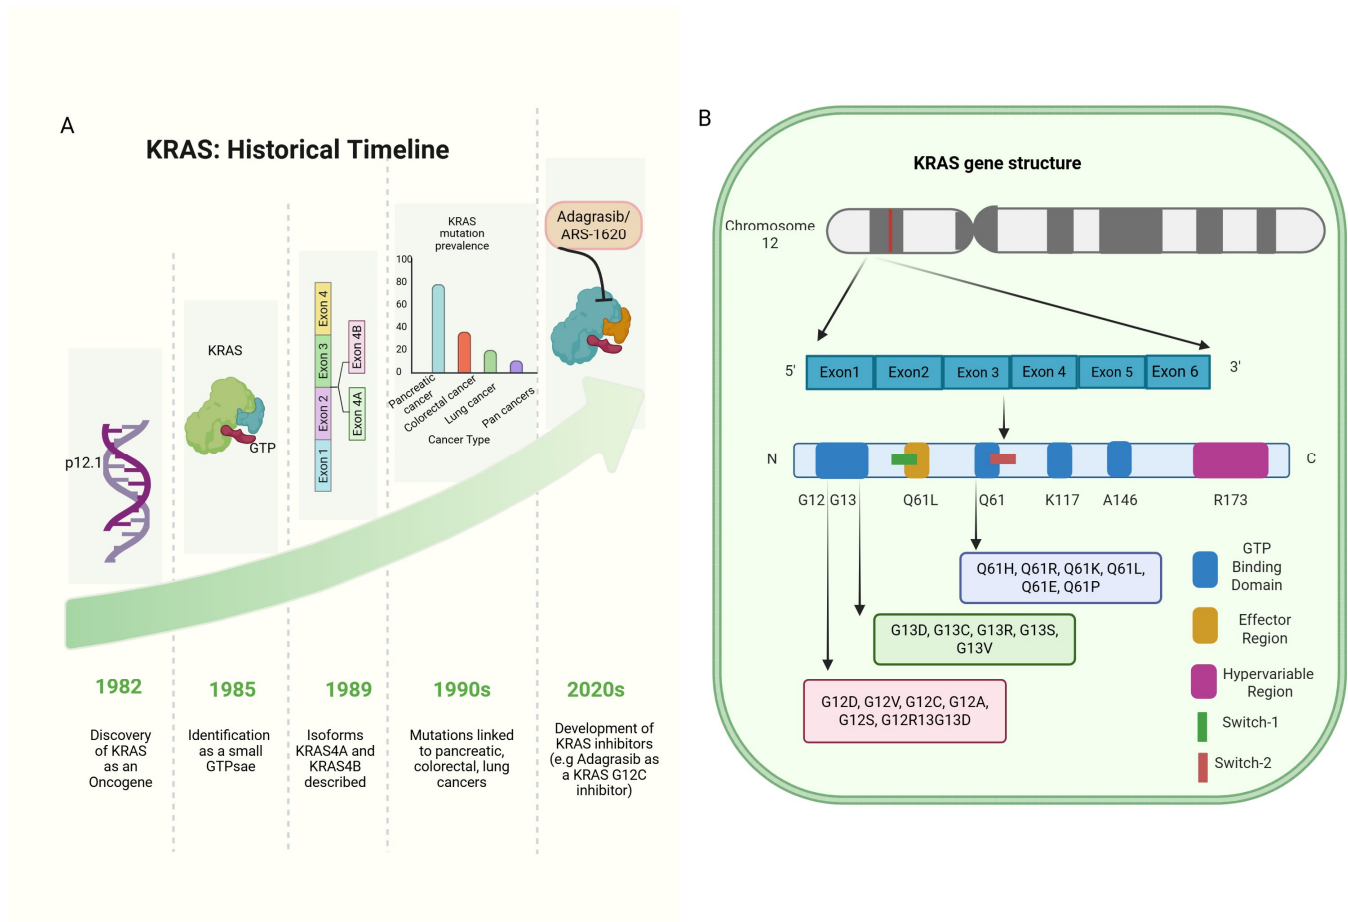 A
KRAS: Historical Timeline
p12.1
KRAS
GTP
Exon 4
Exon 3
Exon 2
Exon 1
Exon 4B
Exon 4A
KRAS
mutation
prevalence
100
80
60
40
20
0
Pancreatic
cancer
Colorectal cancer
Lung cancer
Pan cancers
Cancer Type
Adagrasib/
ARS-1620
1982
Discovery
of KRAS
as an
Oncogene
1985
Identification
as a small
GTPsae
1989
Isoforms
KRAS4A and
KRAS4B
described
1990s
Mutations linked
to pancreatic,
colorectal, lung
cancers
2020s
Development of
KRAS inhibitors
(e.g Adagrasib as
a KRAS G12C
inhibitor)
B
KRAS gene structure
Chromosome
12
5'
Exon1
Exon2
Exon 3
Exon 4
Exon 5
Exon 6
3'
N
C
G12
G13
Q61L
Q61
K117
A146
R173
Q61H, Q61R, Q61K, Q61L,
Q61E, Q61P
G13D, G13C, G13R, G13S,
G13V
G12D, G12V, G12C, G12A,
G12S, G12R13G13D
GTP
Binding
Domain
Effector
Region
Hypervariable
Region
Switch-1
Switch-2